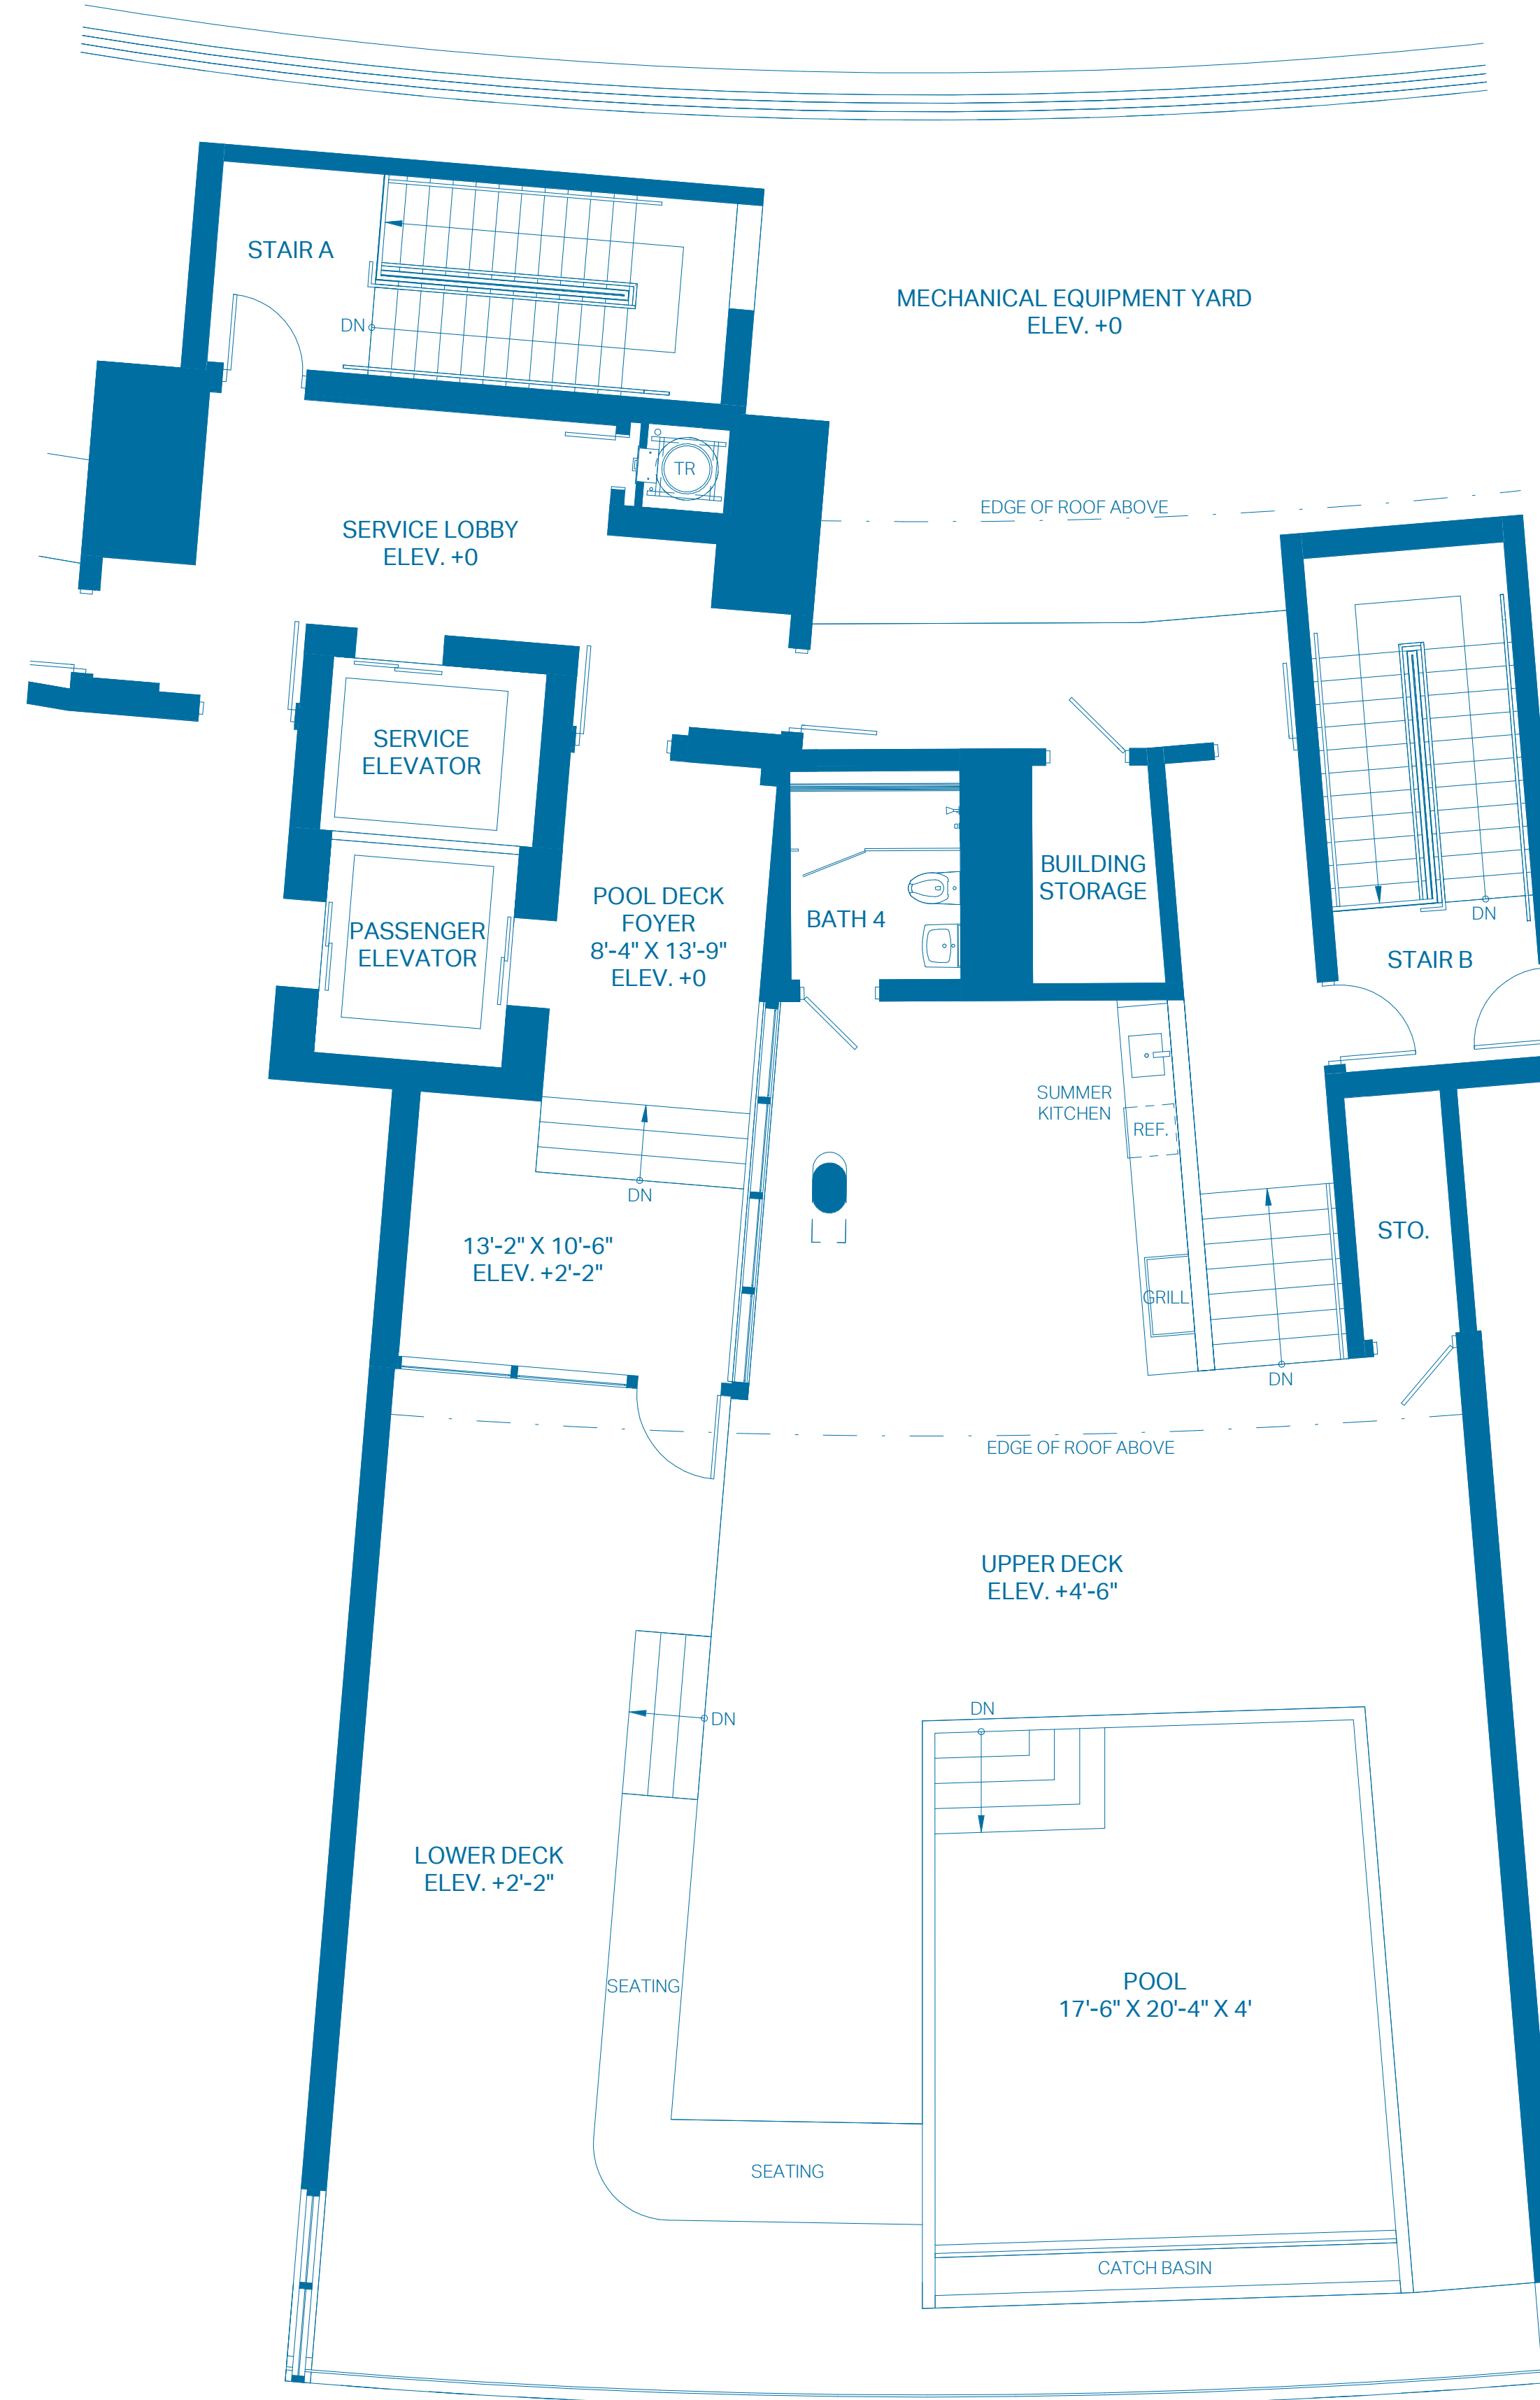 STAIR A
DN
MECHANICAL EQUIPMENT YARD
ELEV. +0
TR
EDGE OF ROOF ABOVE
SERVICE LOBBY
ELEV. +0
SERVICE
ELEVATOR
PASSENGER
ELEVATOR
POOL DECK
FOYER
8'-4" X 13'-9"
ELEV. +0
BATH 4
BUILDING
STORAGE
DN
STAIR B
SUMMER
KITCHEN
REF.
DN
13'-2" X 10'-6"
ELEV. +2'-2"
STO.
GRILL
DN
EDGE OF ROOF ABOVE
UPPER DECK
ELEV. +4'-6"
DN
DN
LOWER DECK
ELEV. +2'-2"
SEATING
POOL
17'-6" X 20'-4" X 4'
SEATING
CATCH BASIN